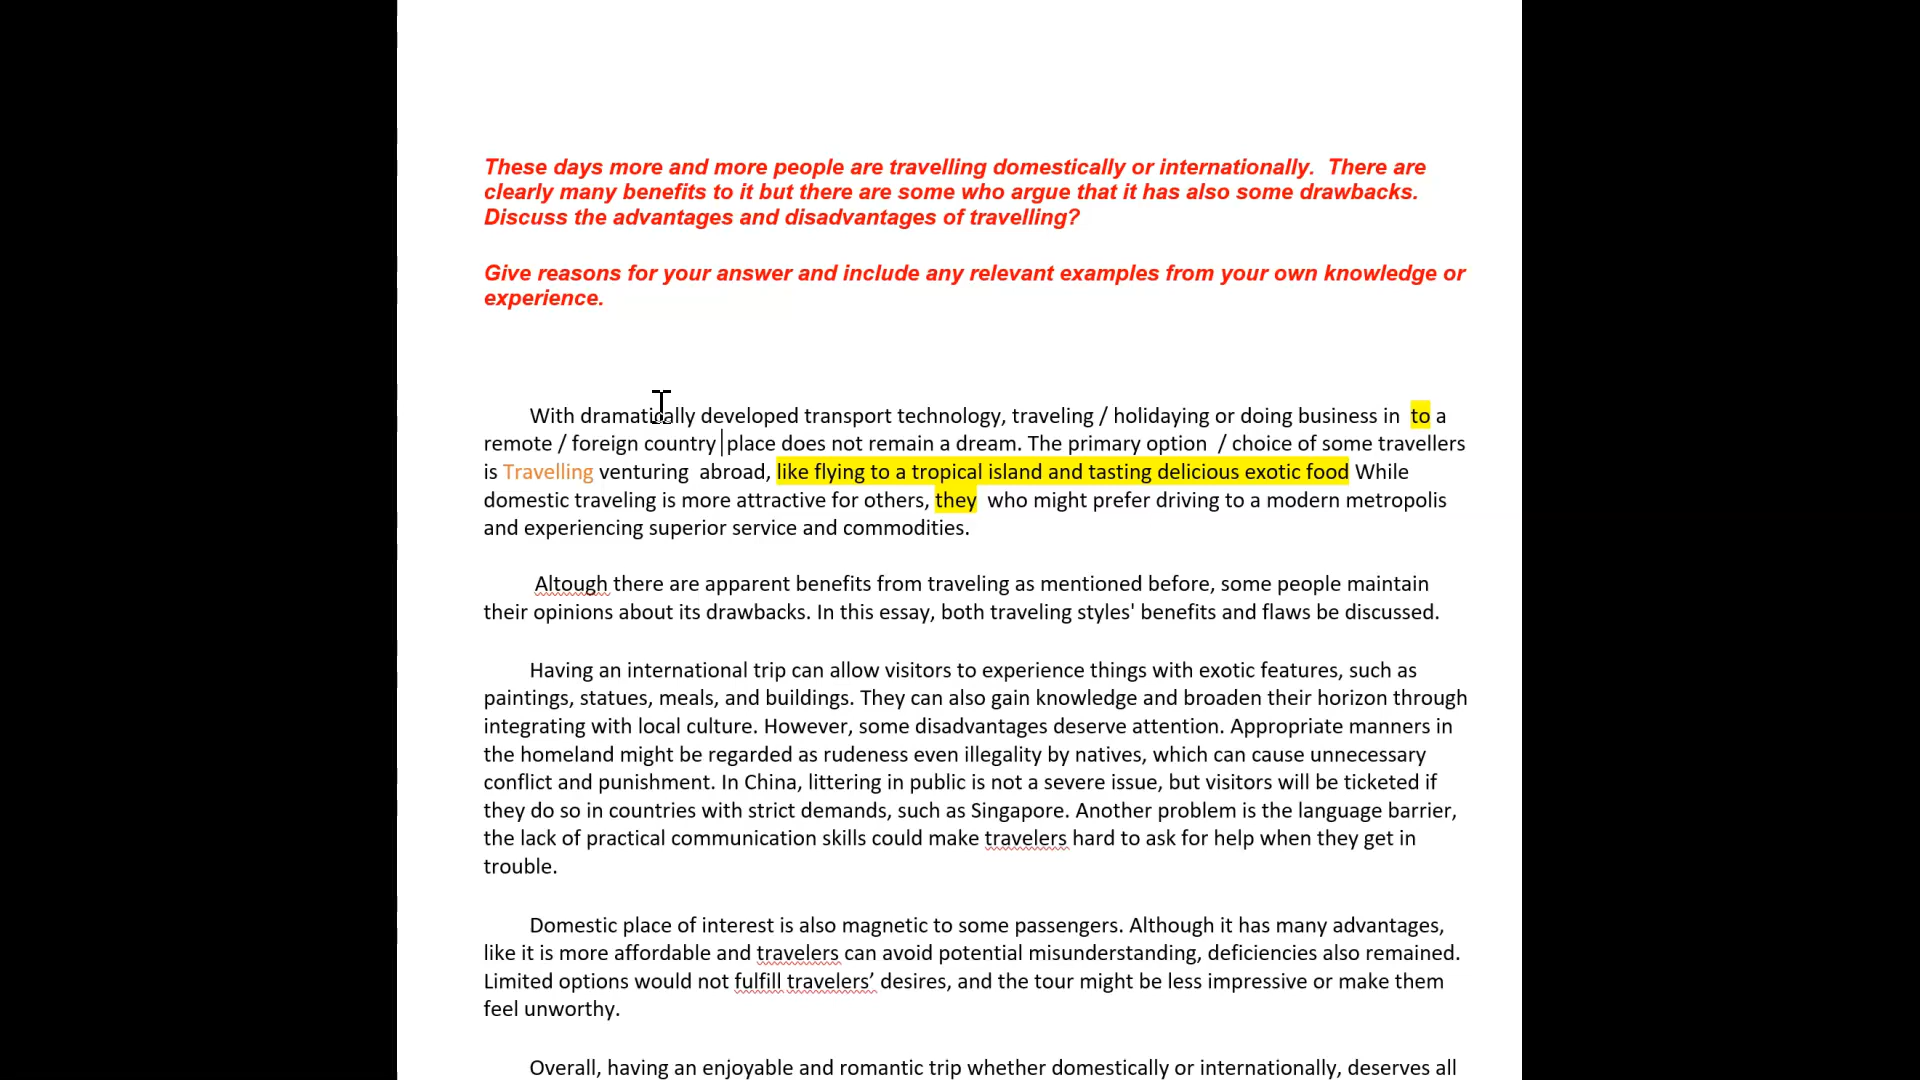 These days more and more people are travelling domestically or internationally.  There are
clearly many benefits to it but there are some who argue that it has also some drawbacks.
Discuss the advantages and disadvantages of travelling?
Give reasons for your answer and include any relevant examples from your own knowledge or
experience.
With dramatically developed transport technology, traveling / holidaying or doing business in  to a
remote / foreign country place does not remain a dream. The primary option  / choice of some travellers
is Travelling venturing  abroad, like flying to a tropical island and tasting delicious exotic food While
domestic traveling is more attractive for others, they  who might prefer driving to a modern metropolis
and experiencing superior service and commodities.
Altough there are apparent benefits from traveling as mentioned before, some people maintain
their opinions about its drawbacks. In this essay, both traveling styles' benefits and flaws be discussed.
Having an international trip can allow visitors to experience things with exotic features, such as
paintings, statues, meals, and buildings. They can also gain knowledge and broaden their horizon through
integrating with local culture. However, some disadvantages deserve attention. Appropriate manners in
the homeland might be regarded as rudeness even illegality by natives, which can cause unnecessary
conflict and punishment. In China, littering in public is not a severe issue, but visitors will be ticketed if
they do so in countries with strict demands, such as Singapore. Another problem is the language barrier,
the lack of practical communication skills could make travelers hard to ask for help when they get in
trouble.
Domestic place of interest is also magnetic to some passengers. Although it has many advantages,
like it is more affordable and travelers can avoid potential misunderstanding, deficiencies also remained.
Limited options would not fulfill travelers’ desires, and the tour might be less impressive or make them
feel unworthy.
Overall, having an enjoyable and romantic trip whether domestically or internationally, deserves all